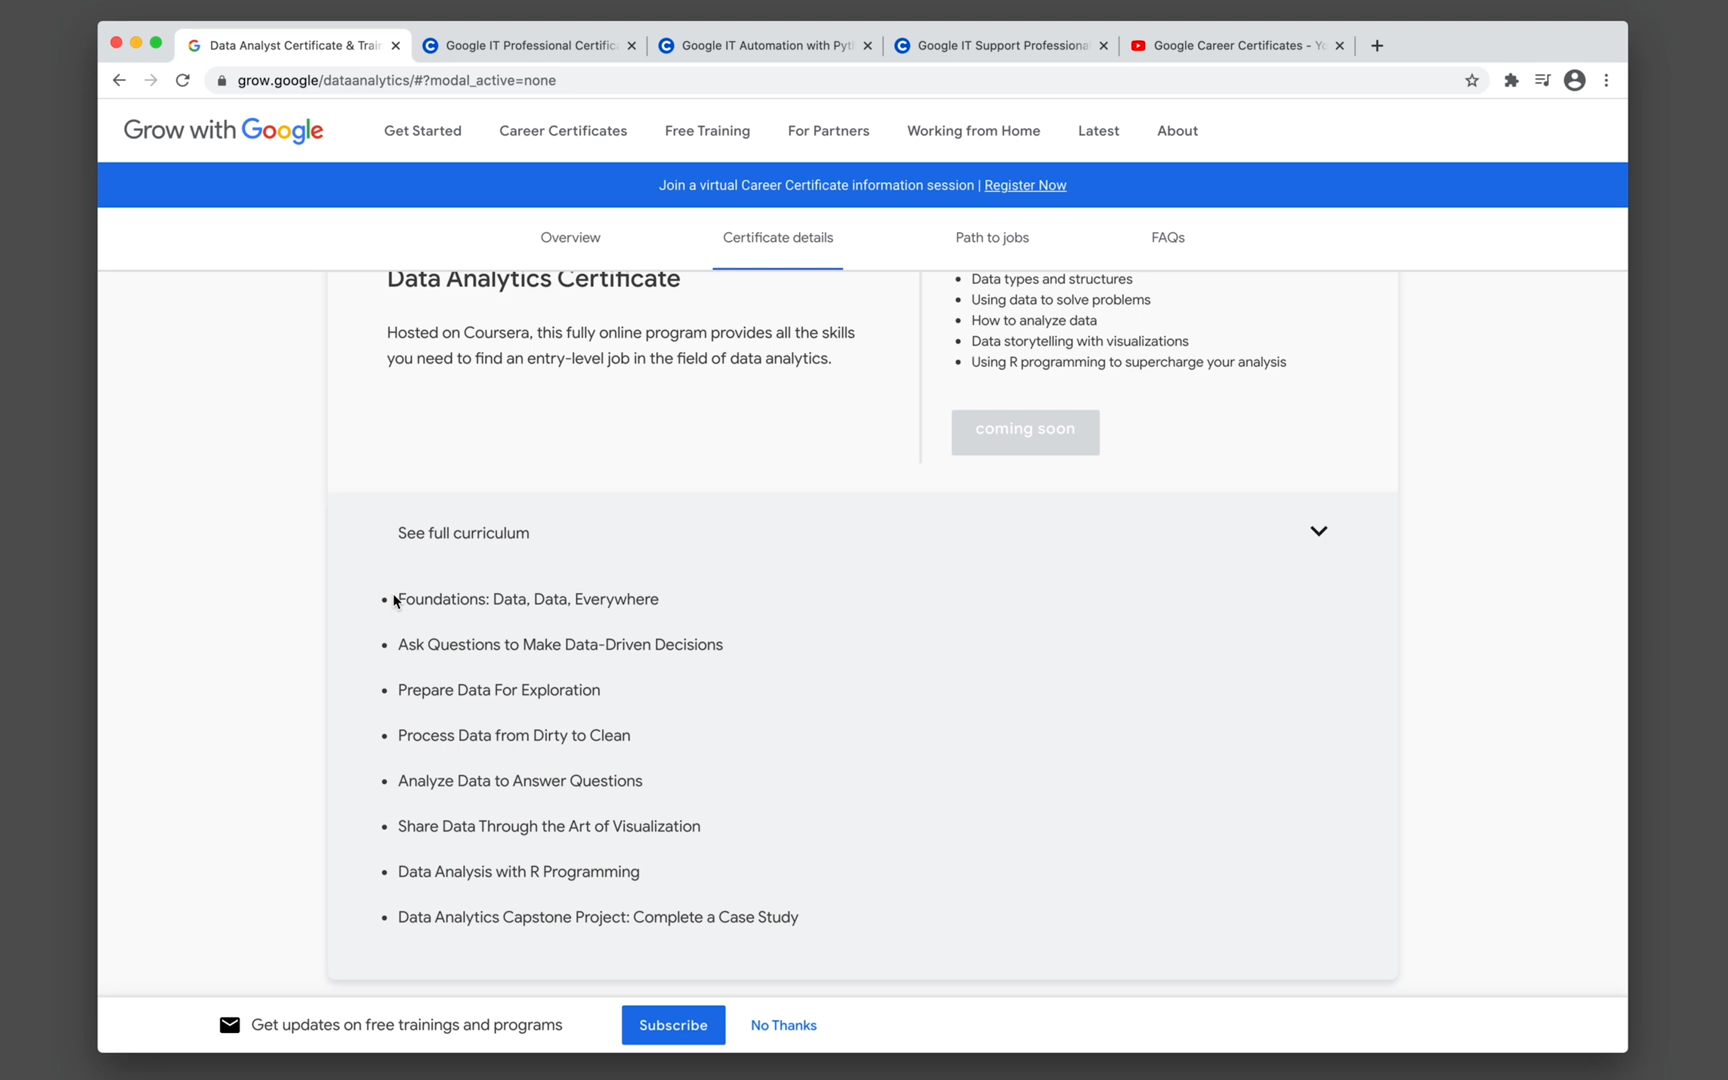 Data Analyst Certificate & Trai
Google IT Professional Certific
Google IT Automation with Pyt
Google IT Support Professiona
Google Career Certificates - Yo
grow.google/dataanalytics/#?modal_active=none
Grow with Google
Get Started
Career Certificates
Free Training
For Partners
Working from Home
Latest
About
Join a virtual Career Certificate information session | Register Now
Overview
Certificate details
Path to jobs
FAQs
Data Analytics Certificate
Hosted on Coursera, this fully online program provides all the skills
you need to find an entry-level job in the field of data analytics.
• Data types and structures
• Using data to solve problems
• How to analyze data
• Data storytelling with visualizations
• Using R programming to supercharge your analysis
coming soon
See full curriculum
• Foundations: Data, Data, Everywhere
• Ask Questions to Make Data-Driven Decisions
• Prepare Data For Exploration
• Process Data from Dirty to Clean
• Analyze Data to Answer Questions
• Share Data Through the Art of Visualization
• Data Analysis with R Programming
• Data Analytics Capstone Project: Complete a Case Study
Get updates on free trainings and programs
Subscribe
No Thanks